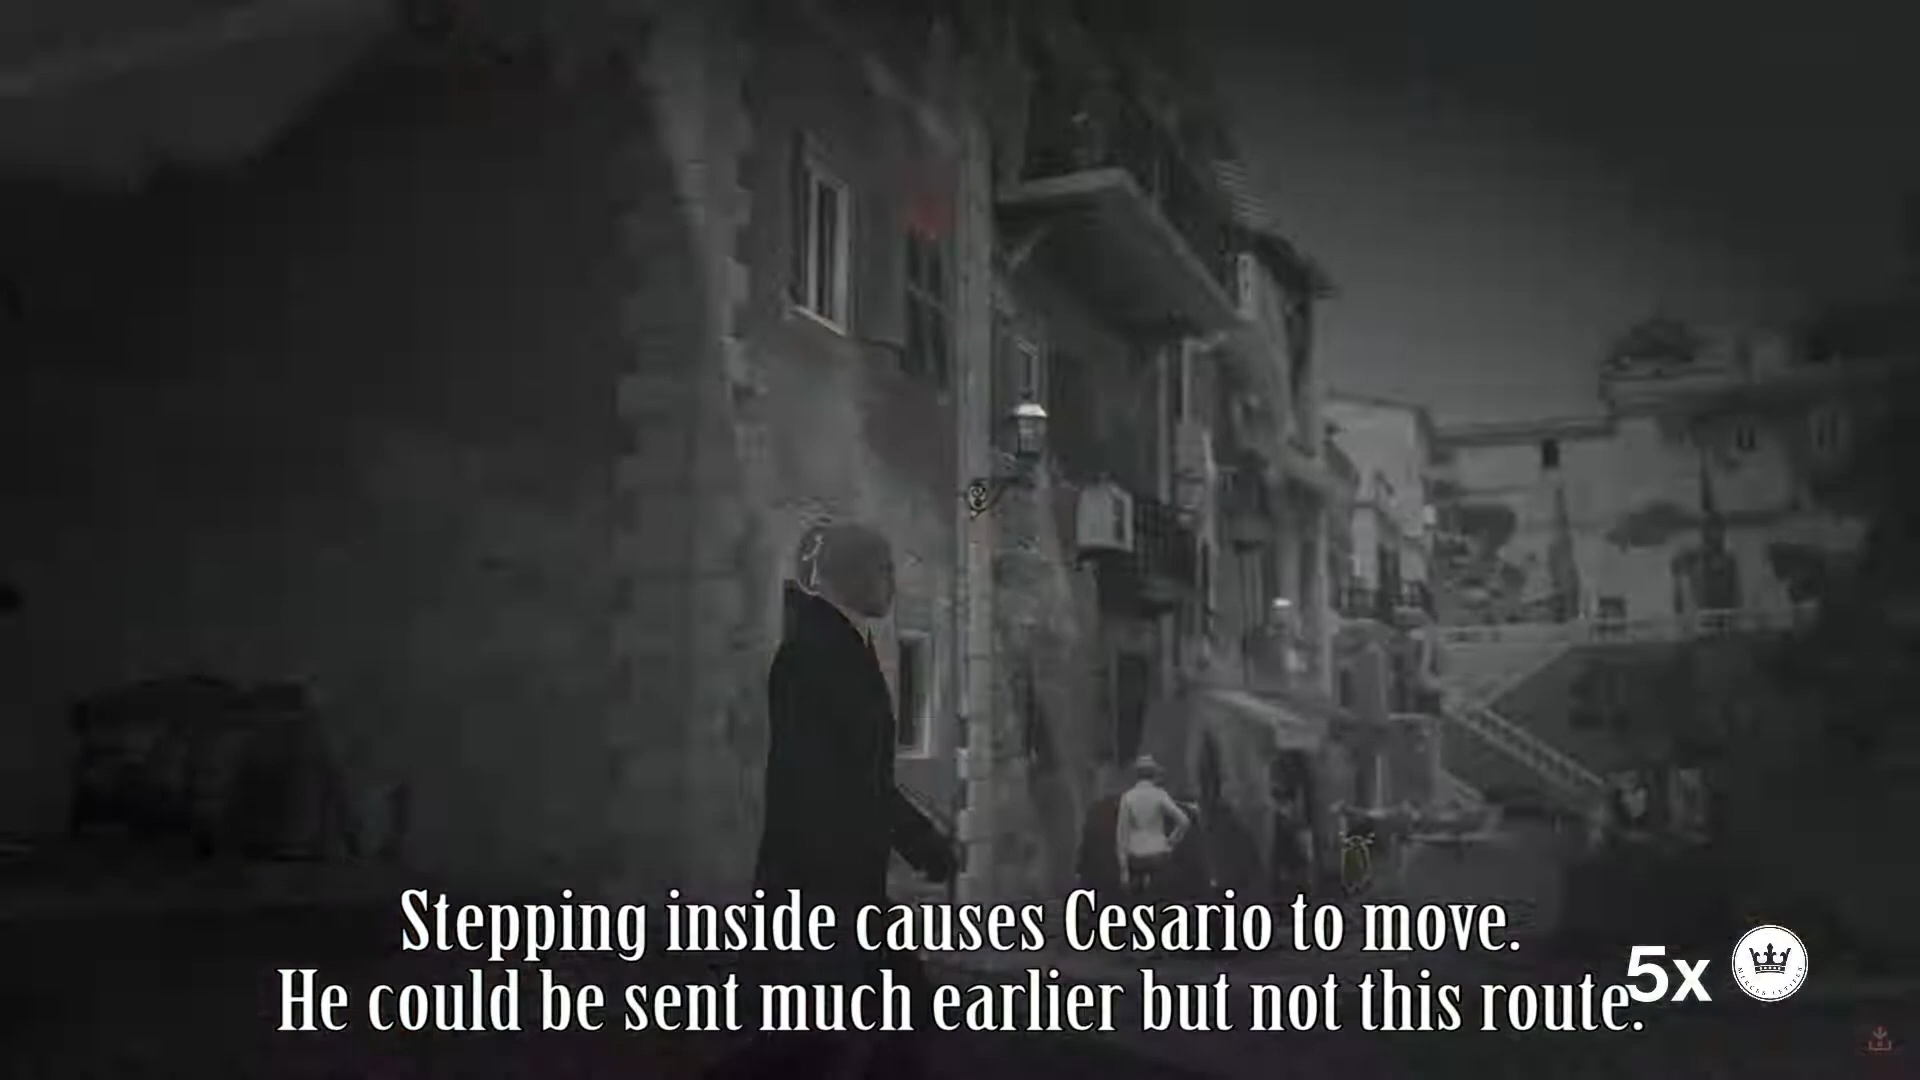 Stepping inside causes Cesario to move.
He could be sent much earlier but not this route.
5x